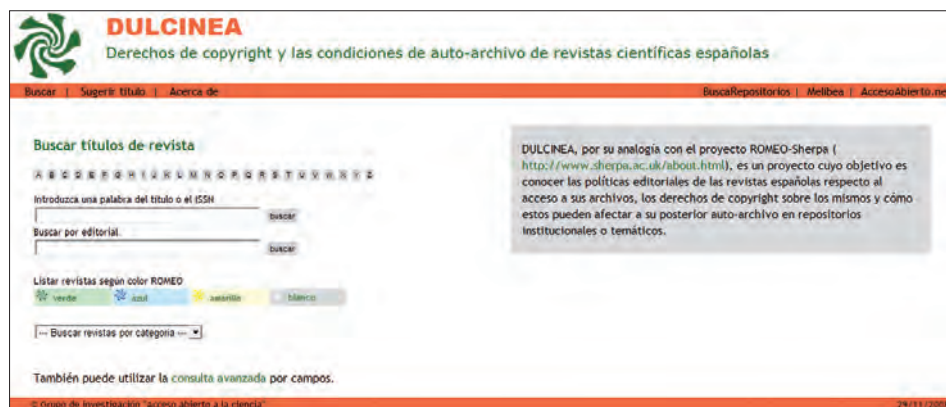 DULCINEA
Derechos de copyright y las condiciones de auto-archivo de revistas científicas españolas
Buscar | Sugerir título | Acerca de
BuscaRepositorios | Melibea | AccesoAbierto.ne
Buscar títulos de revista
A B C D E F G H I J K L M N O P Q R S T U V W X Y Z
Introduzca una palabra del título o el ISSN
buscar
Buscar por editorial.
buscar
Listar revistas según color ROMEO
verde azul amarillo blanco
--- Buscar revistas por categoria ---
También puede utilizar la consulta avanzada por campos.
DULCINEA, por su analogía con el proyecto ROMEO-Sherpa (
http://www.sherpa.ac.uk/about.html), es un proyecto cuyo objetivo es
conocer las políticas editoriales de las revistas españolas respecto al
acceso a sus archivos, los derechos de copyright sobre los mismos y cómo
estos pueden afectar a su posterior auto-archivo en repositorios
institucionales o temáticos.
© Grupo de investigación "acceso abierto a la ciencia"
29/11/200